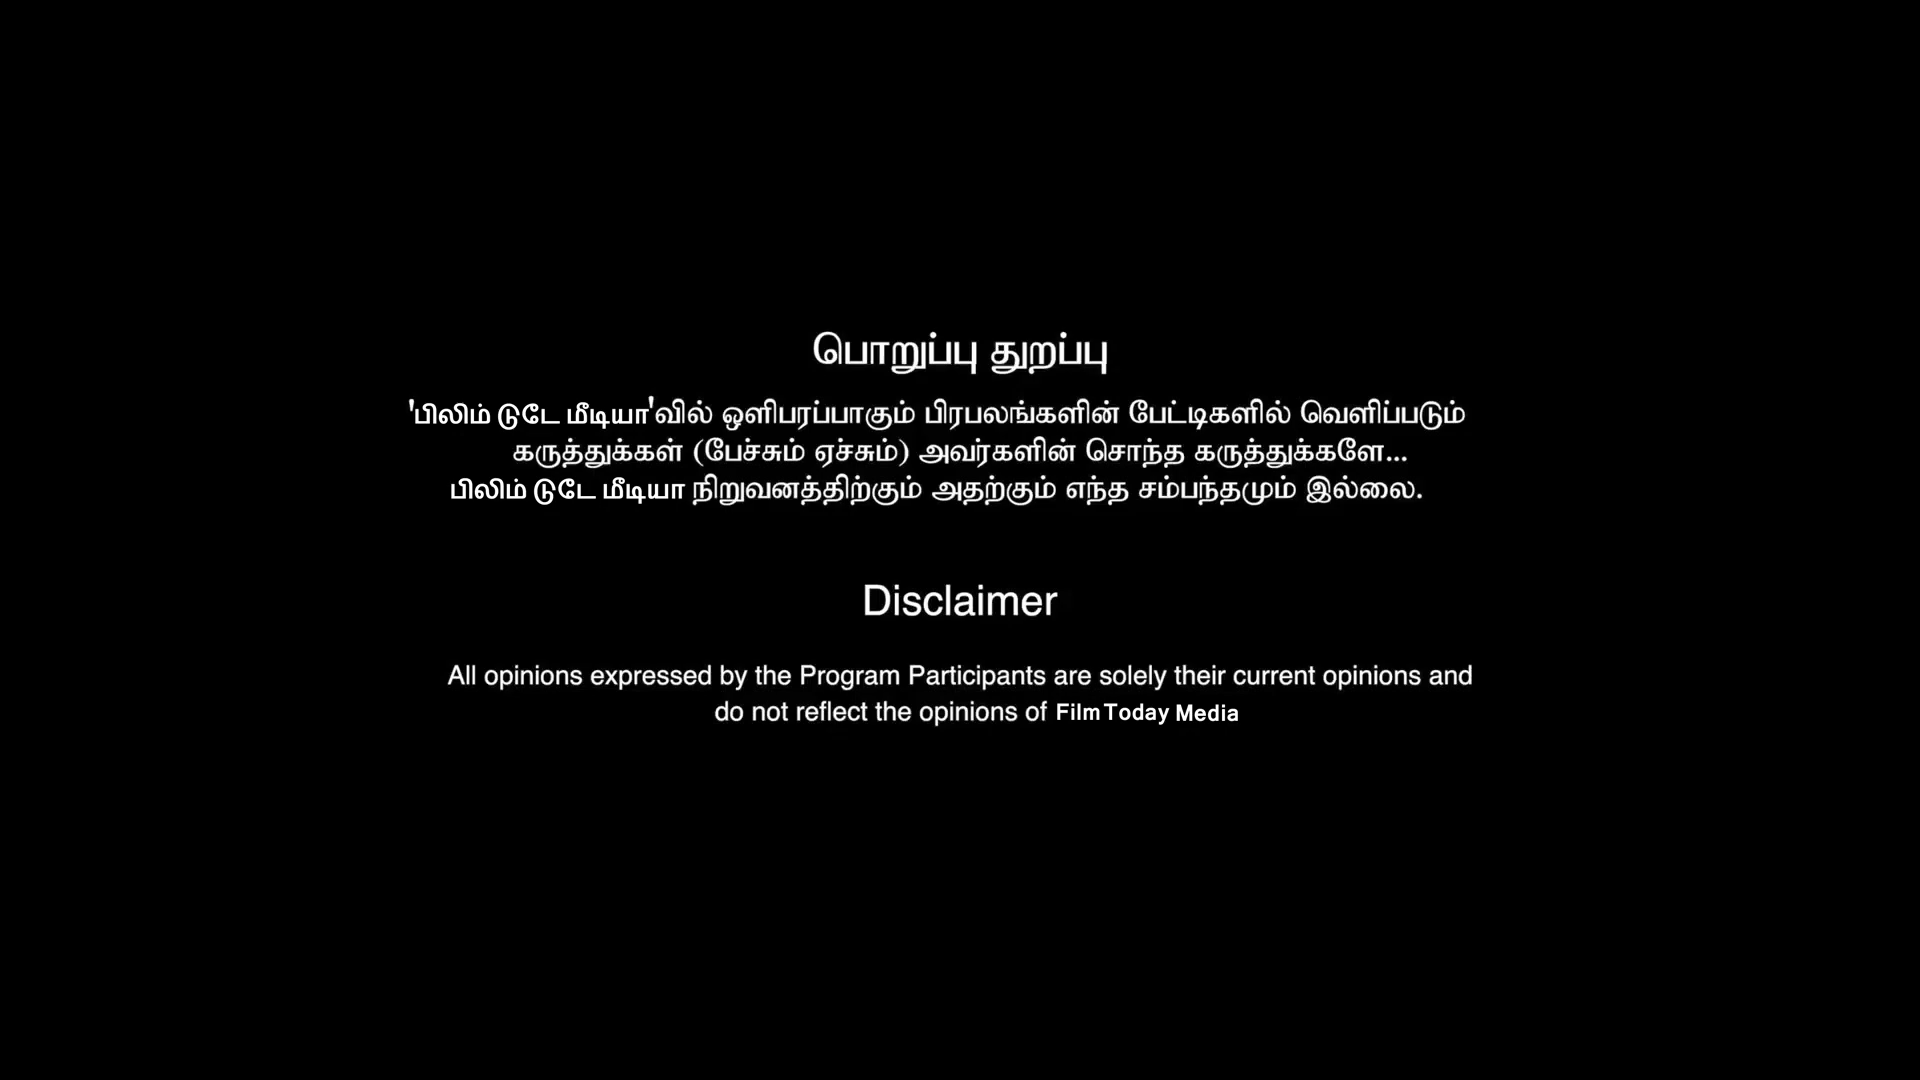 பொறுப்பு துறப்பு
'பிலிம் டுடே மீடியா'வில் ஒளிபரப்பாகும் பிரபலங்களின் பேட்டிகளில் வெளிப்படும்
கருத்துக்கள் (பேச்சும் ஏச்சும்) அவர்களின் சொந்த கருத்துக்களே...
பிலிம் டுடே மீடியா நிறுவனத்திற்கும் அதற்கும் எந்த சம்பந்தமும் இல்லை.
Disclaimer
All opinions expressed by the Program Participants are solely their current opinions and
do not reflect the opinions of Film Today Media